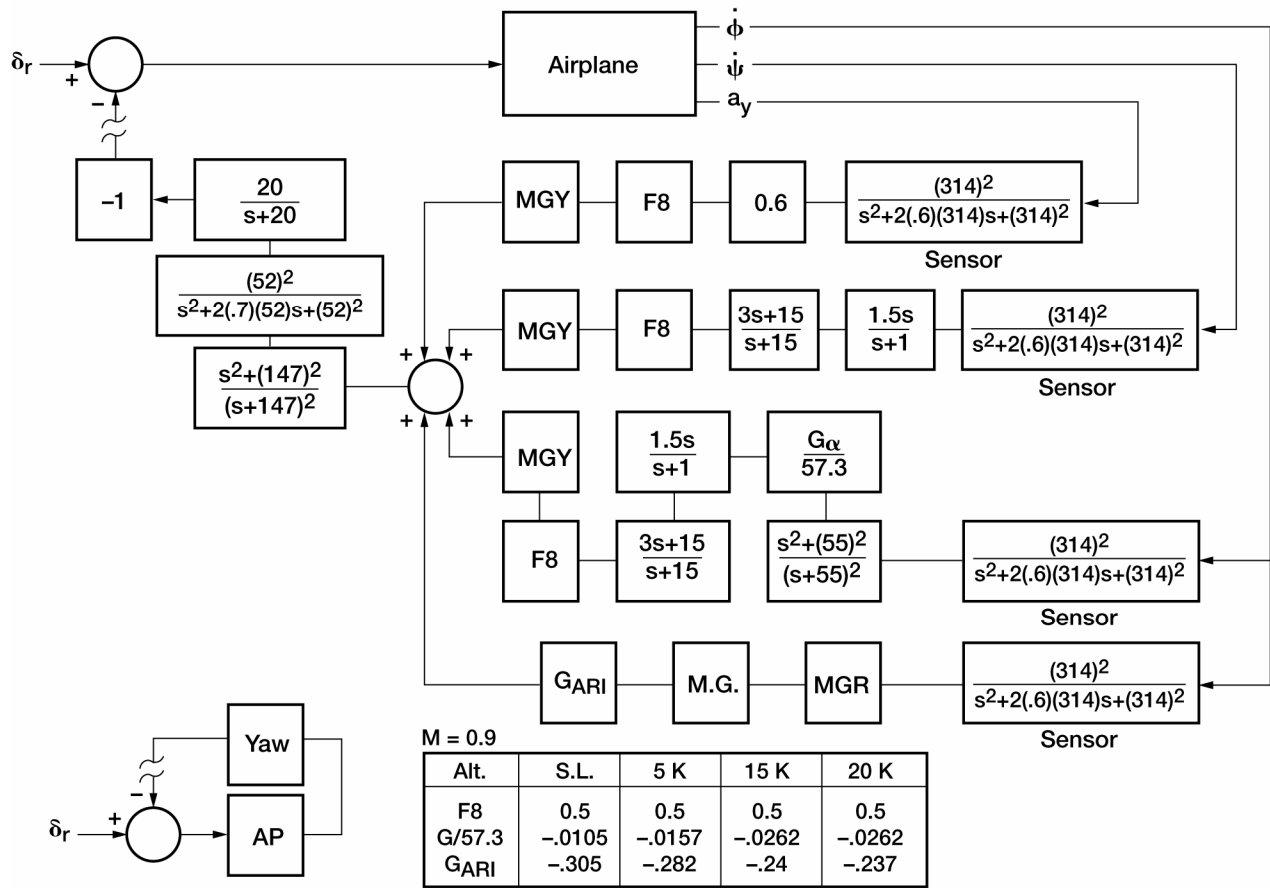 φ̇
δr
+
Airplane
ψ̇
−
ay
−1
20
s+20
MGY
F8
0.6
(314)²
s²+2(.6)(314)s+(314)²
Sensor
(52)²
s²+2(.7)(52)s+(52)²
MGY
F8
3s+15
s+15
1.5s
s+1
(314)²
s²+2(.6)(314)s+(314)²
Sensor
s²+(147)²
(s+147)²
+ +
+ +
MGY
1.5s
s+1
Gα
57.3
F8
3s+15
s+15
s²+(55)²
(s+55)²
(314)²
s²+2(.6)(314)s+(314)²
Sensor
GARI
M.G.
MGR
(314)²
s²+2(.6)(314)s+(314)²
Sensor
Yaw
−
+
δr
AP
M = 0.9
Alt. S.L. 5 K 15 K 20 K
F8 0.5 0.5 0.5 0.5
G/57.3 −.0105 −.0157 −.0262 −.0262
GARI −.305 −.282 −.24 −.237